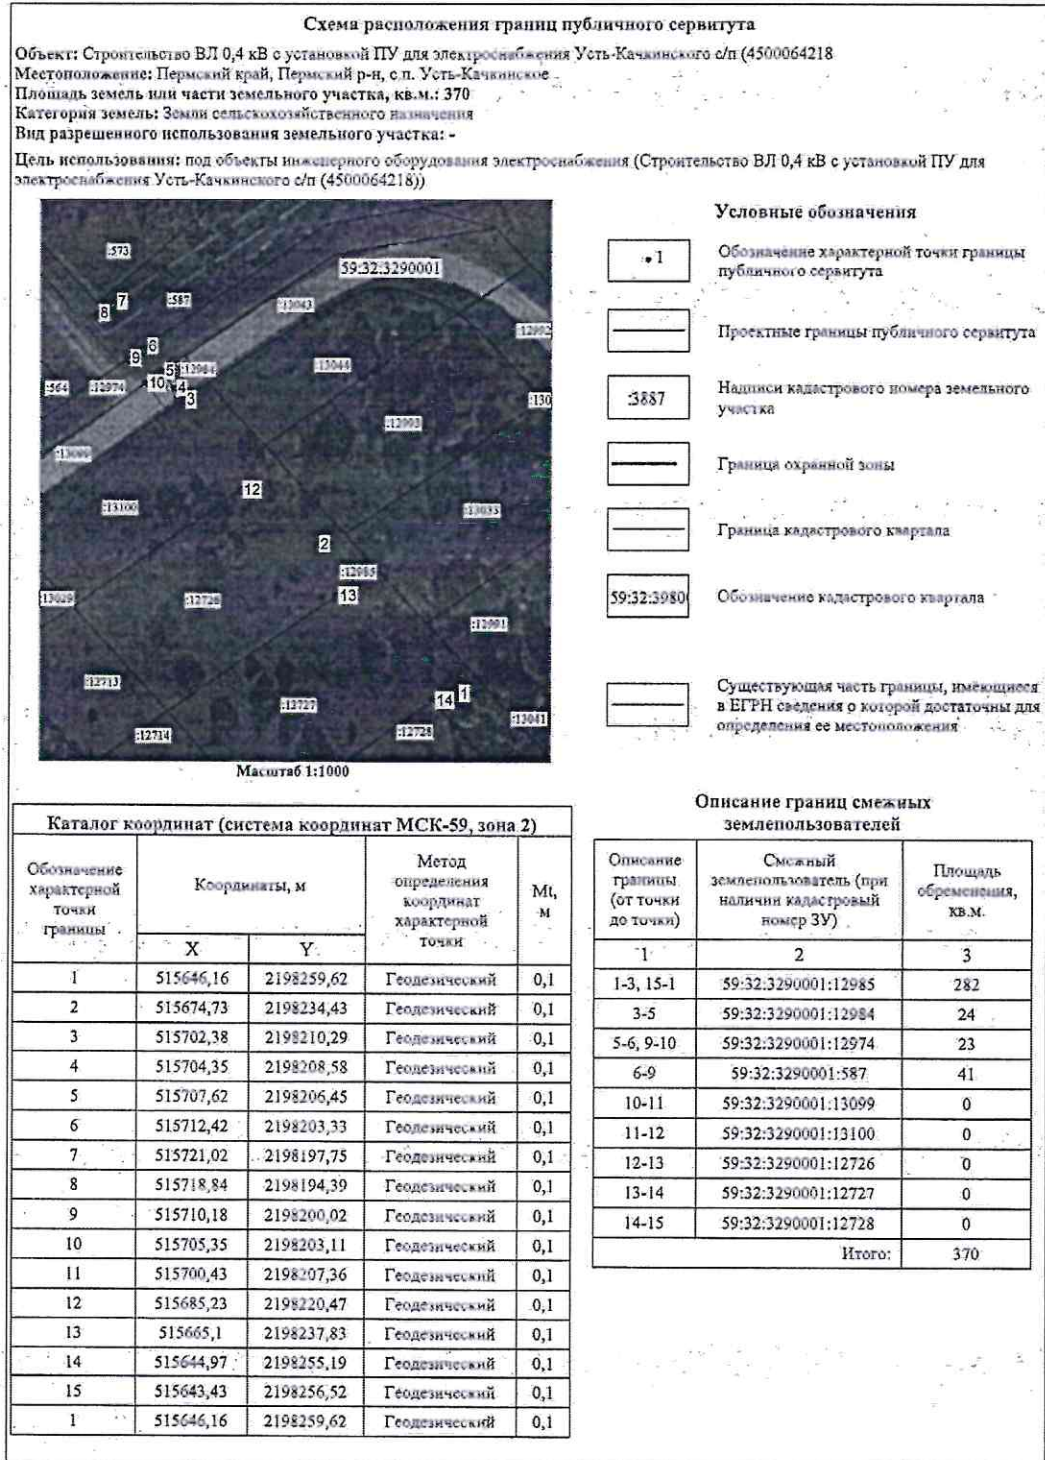 Схема расположения границ публичного сервитута
Объект: Строительство ВЛ 0,4 кВ с установкой ПУ для электроснабжения Усть-Качкинского с/п (4500064218
Местоположение: Пермский край, Пермский р-н, с.п. Усть-Качкинское
Площадь земель или части земельного участка, кв.м.: 370
Категория земель: Земли сельскохозяйственного назначения
Вид разрешенного использования земельного участка: -
Цель использования: под объекты инженерного оборудования электроснабжения (Строительство ВЛ 0,4 кВ с установкой ПУ для
электроснабжения Усть-Качкинского с/п (4500064218))
:573
59:32:3290001
7
:587
8
:13043
:12992
6
9
5
:12984
:13044
:564
:12974
10
4
3
:130
:12993
:13099
12
:13100
:13033
2
:12985
:13029
:12726
13
:12991
:12713
14
1
:12727
:13041
:12714
:12728
Масштаб 1:1000
Условные обозначения
1
Обозначение характерной точки границы
публичного сервитута
Проектные границы публичного сервитута
:3887
Надписи кадастрового номера земельного
участка
Граница охранной зоны
Граница кадастрового квартала
59:32:3980
Обозначение кадастрового квартала
Существующая часть границы, имеющиеся
в ЕГРН сведения о которой достаточны для
определения ее местоположения
Каталог координат (система координат МСК-59, зона 2)
Обозначение характерной точки границы
Координаты, м
Метод определения координат характерной точки
Mt, м
X Y
1 515646,16 2198259,62 Геодезический 0,1
2 515674,73 2198234,43 Геодезический 0,1
3 515702,38 2198210,29 Геодезический 0,1
4 515704,35 2198208,58 Геодезический 0,1
5 515707,62 2198206,45 Геодезический 0,1
6 515712,42 2198203,33 Геодезический 0,1
7 515721,02 2198197,75 Геодезический 0,1
8 515718,84 2198194,39 Геодезический 0,1
9 515710,18 2198200,02 Геодезический 0,1
10 515705,35 2198203,11 Геодезический 0,1
11 515700,43 2198207,36 Геодезический 0,1
12 515685,23 2198220,47 Геодезический 0,1
13 515665,1 2198237,83 Геодезический 0,1
14 515644,97 2198255,19 Геодезический 0,1
15 515643,43 2198256,52 Геодезический 0,1
1 515646,16 2198259,62 Геодезический 0,1
Описание границ смежных
землепользователей
Описание границы (от точки до точки)
Смежный землепользователь (при наличии кадастровый номер ЗУ)
Площадь обременения, кв.м.
1 2 3
1-3, 15-1 59:32:3290001:12985 282
3-5 59:32:3290001:12984 24
5-6, 9-10 59:32:3290001:12974 23
6-9 59:32:3290001:587 41
10-11 59:32:3290001:13099 0
11-12 59:32:3290001:13100 0
12-13 59:32:3290001:12726 0
13-14 59:32:3290001:12727 0
14-15 59:32:3290001:12728 0
Итого: 370